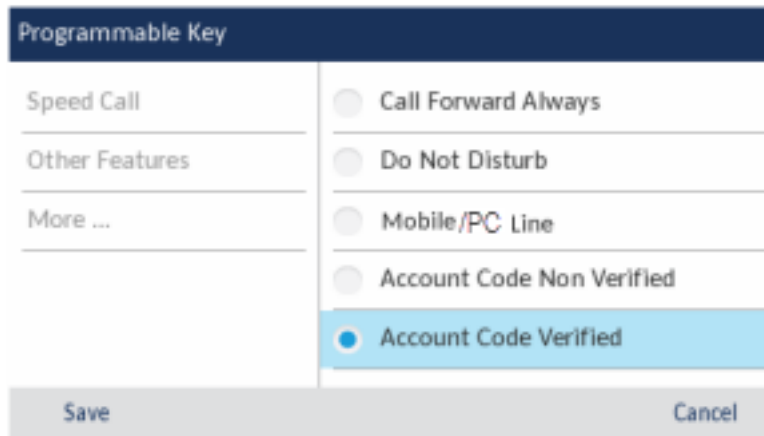 Programmable Key
Speed Call
Other Features
More ...
Call Forward Always
Do Not Disturb
Mobile/PC Line
Account Code Non Verified
Account Code Verified
Save
Cancel